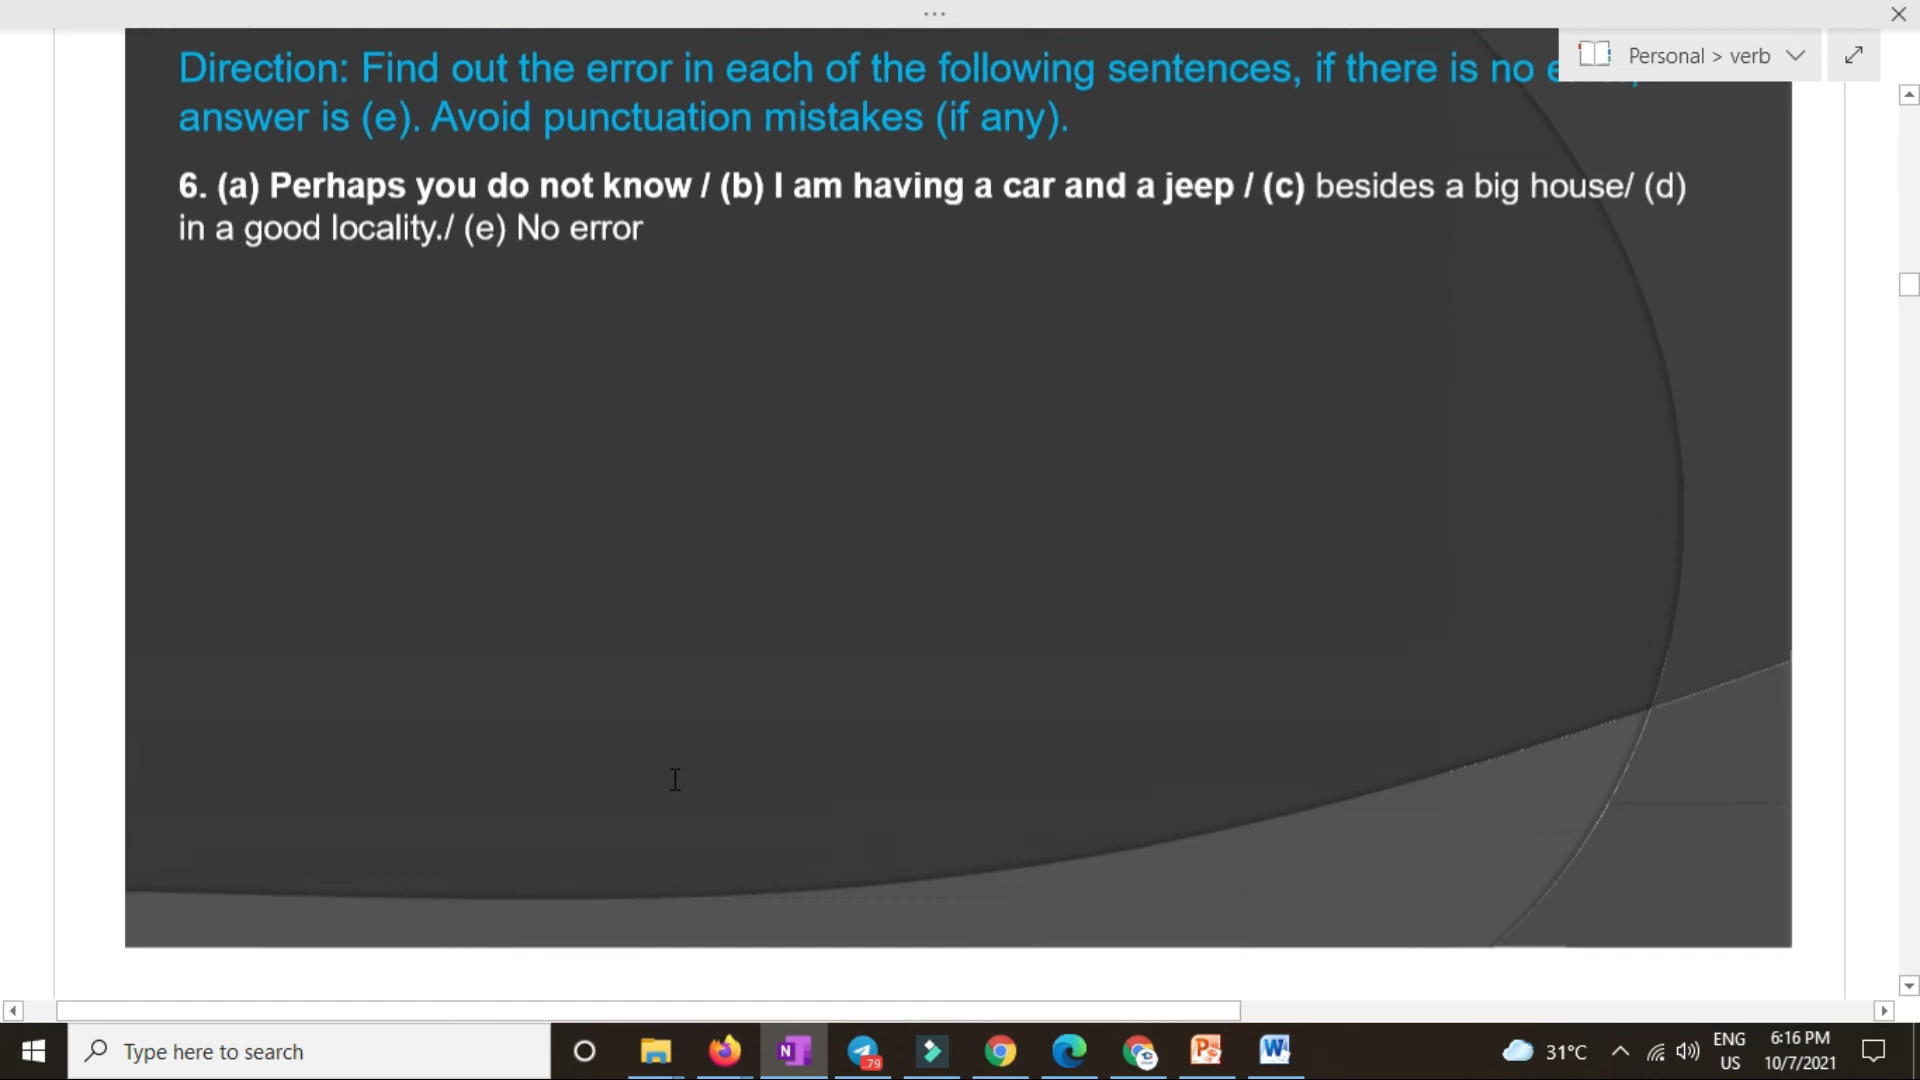 ...
Personal > verb
Direction: Find out the error in each of the following sentences, if there is no
answer is (e). Avoid punctuation mistakes (if any).
6. (a) Perhaps you do not know / (b) I am having a car and a jeep / (c) besides a big house/ (d)
in a good locality./ (e) No error
Type here to search
N
79
P
W
31°C
ENG
US
6:16 PM
10/7/2021